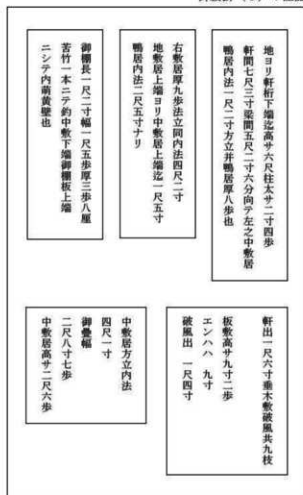 地ヨリ軒桁下端迄高サ六尺柱太サ二寸四歩
軒間七尺三寸梁間五尺二寸六分向テ左之中敷居
鴨居内法一尺二寸方立并鴨居厚八歩也
右敷居厚九歩法立同内法四尺二寸
地敷居上端ヨリ中敷居上端迄一尺五寸
鴨居内法二尺五寸ナリ
御棚長一尺二寸幅一尺五歩厚三歩八厘
苦竹一本ニテ釣中敷下端御棚板上端
ニシテ内萌黄壁也
軒出一尺六寸垂木數破風共九枝
板敷高サ九寸二歩
エンハハ 九寸
破風出 一尺四寸
中敷居方立内法
四尺一寸
御疊幅
二尺八寸七歩
中敷居高サ二尺六歩